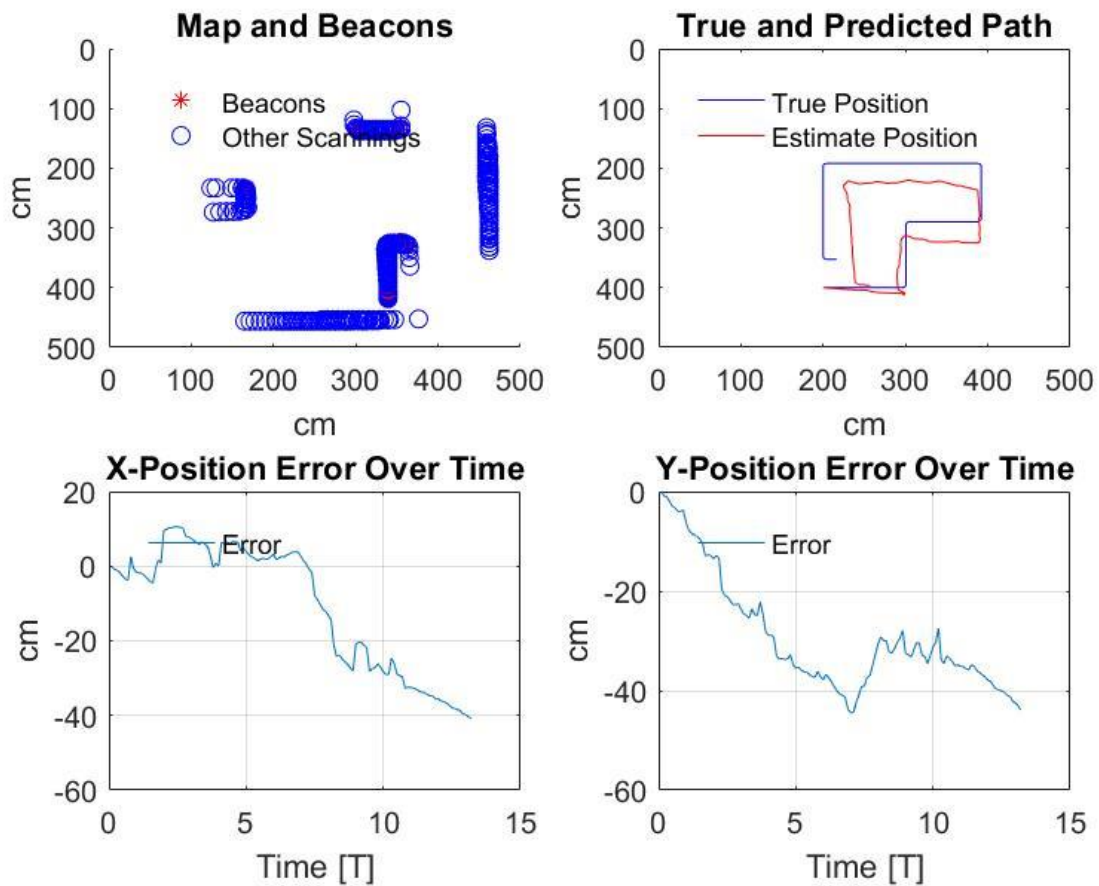 Map and Beacons
0
100
200
300
400
500
cm
Beacons
Other Scannings
0 100 200 300 400 500
cm
True and Predicted Path
0
100
200
300
400
500
cm
True Position
Estimate Position
0 100 200 300 400 500
cm
X-Position Error Over Time
20
0
-20
-40
-60
cm
Error
0 5 10 15
Time [T]
Y-Position Error Over Time
0
-20
-40
-60
cm
Error
0 5 10 15
Time [T]